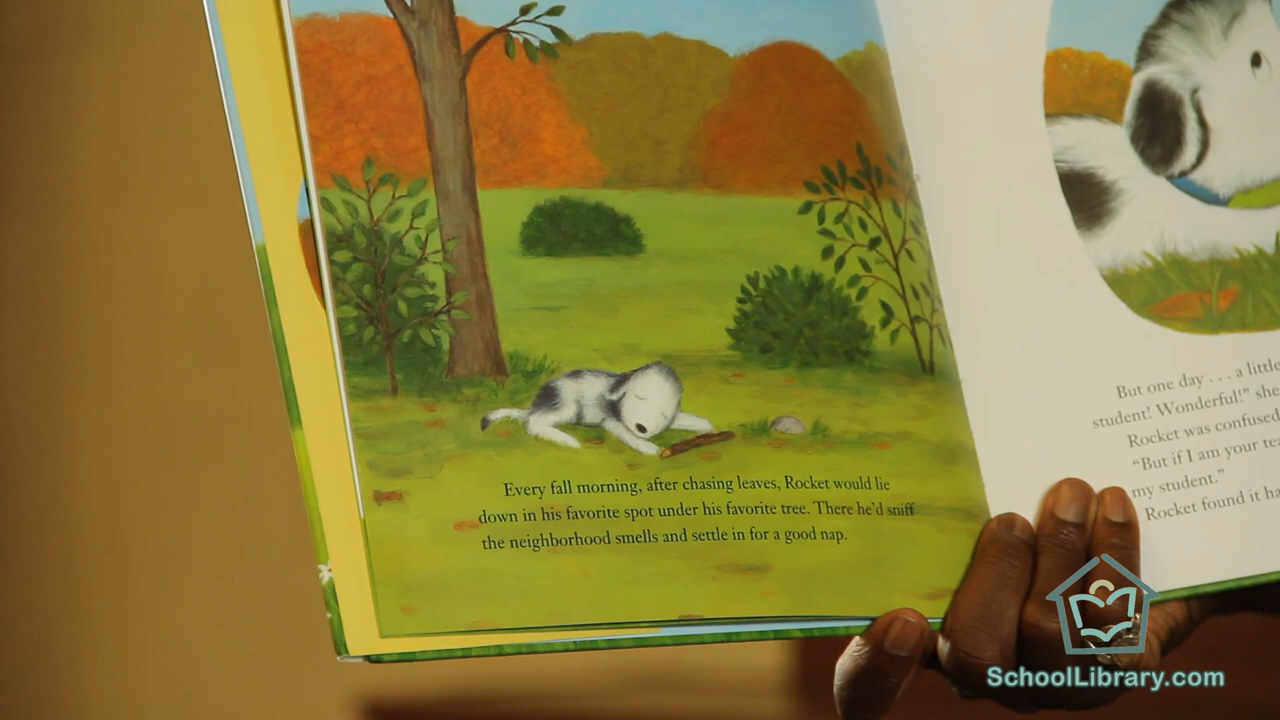 Every fall morning, after chasing leaves, Rocket would lie
down in his favorite spot under his favorite tree. There he'd sniff
the neighborhood smells and settle in for a good nap.
But one day . . . a little
student! Wonderful!" she
Rocket was confused
"But if I am your
my student."
Rocket found it
SchoolLibrary.com